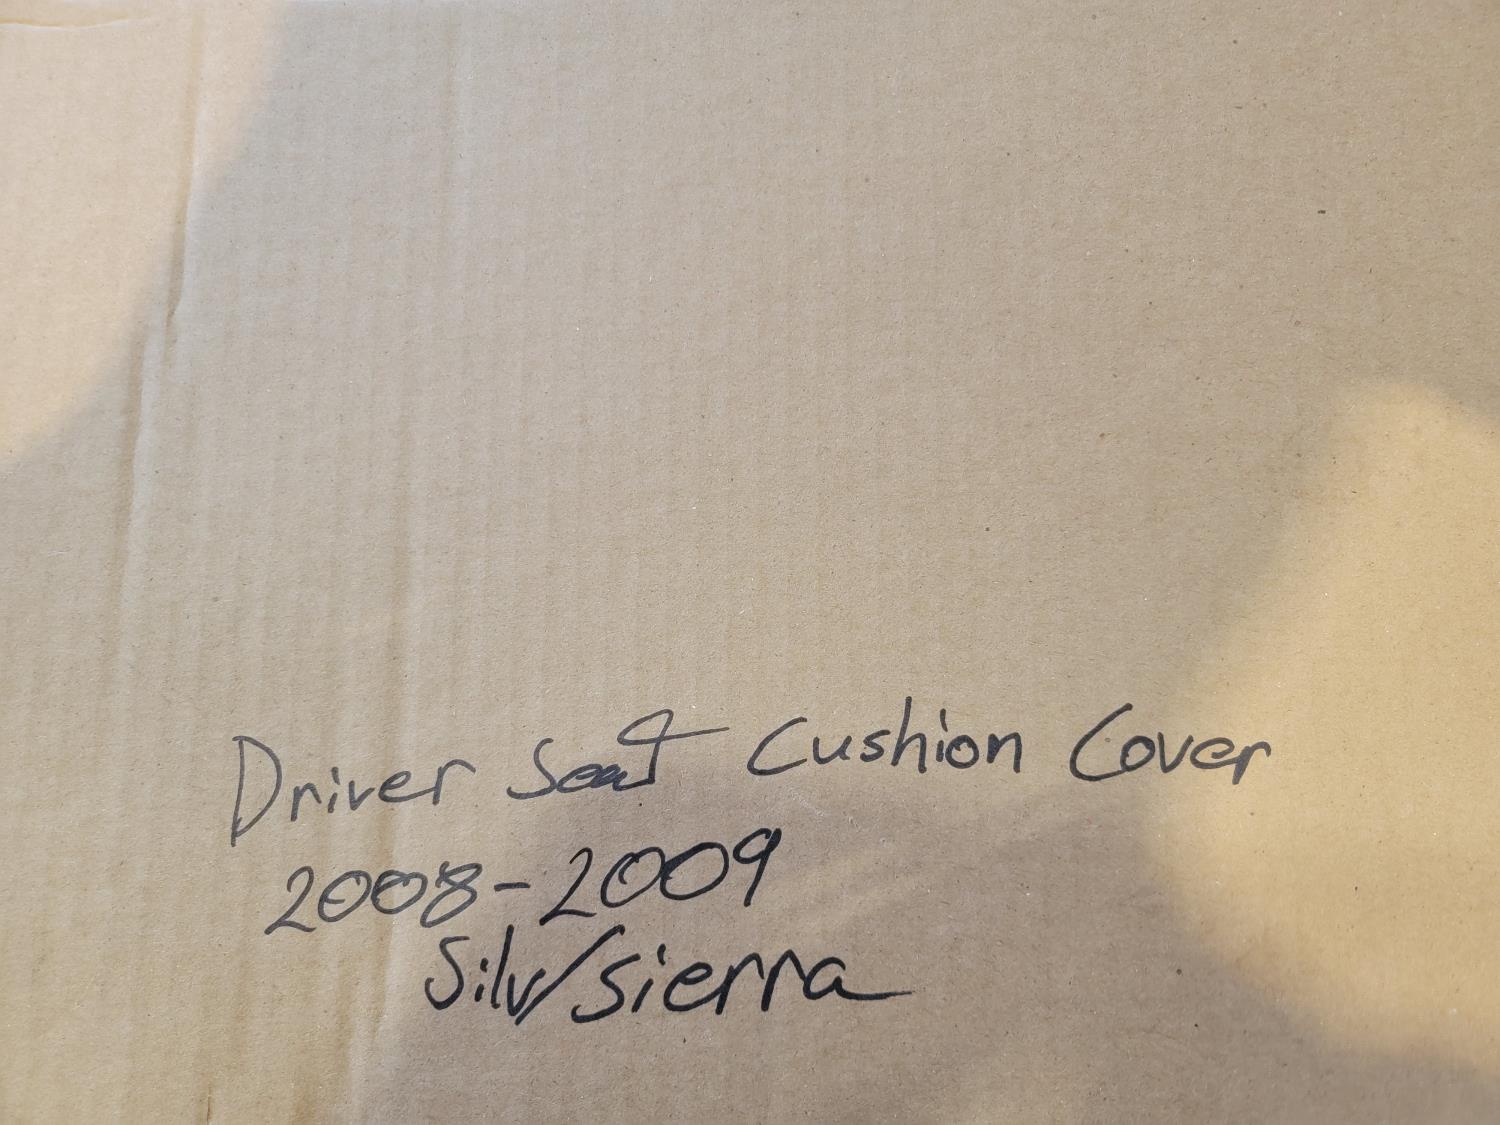 Driver Seat Cushion Cover
2008-2009
Silv/sierra